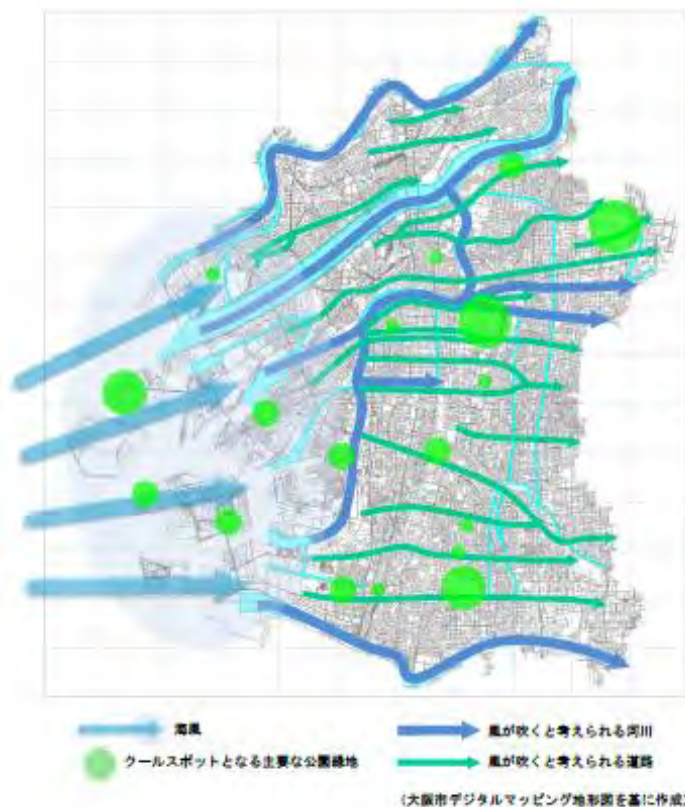 海風
風が吹くと考えられる河川
クールスポットとなる主要な公園緑地
風が吹くと考えられる道路
(大阪市デジタルマッピング地形図を基に作成)